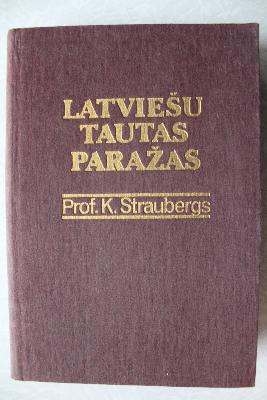 LATVIEŠU
TAUTAS
PARAŽAS
Prof. K. Straubergs